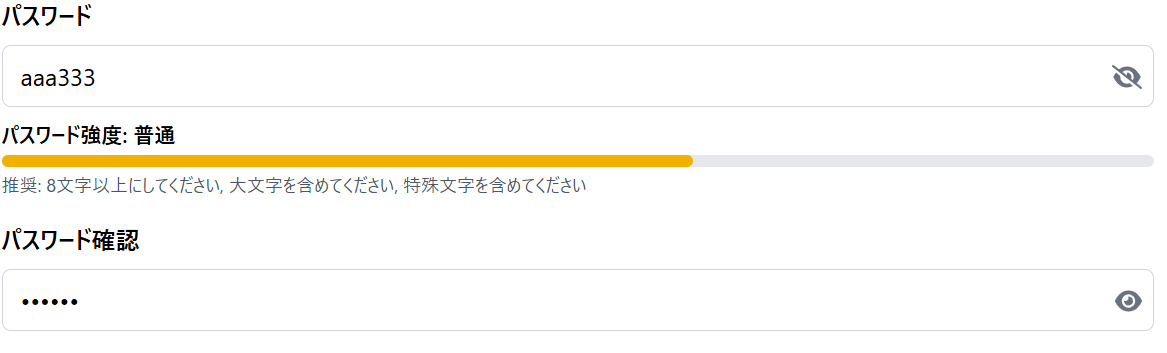 パスワード
aaa333
パスワード強度: 普通
推奨: 8文字以上にしてください, 大文字を含めてください, 特殊文字を含めてください
パスワード確認
••••••